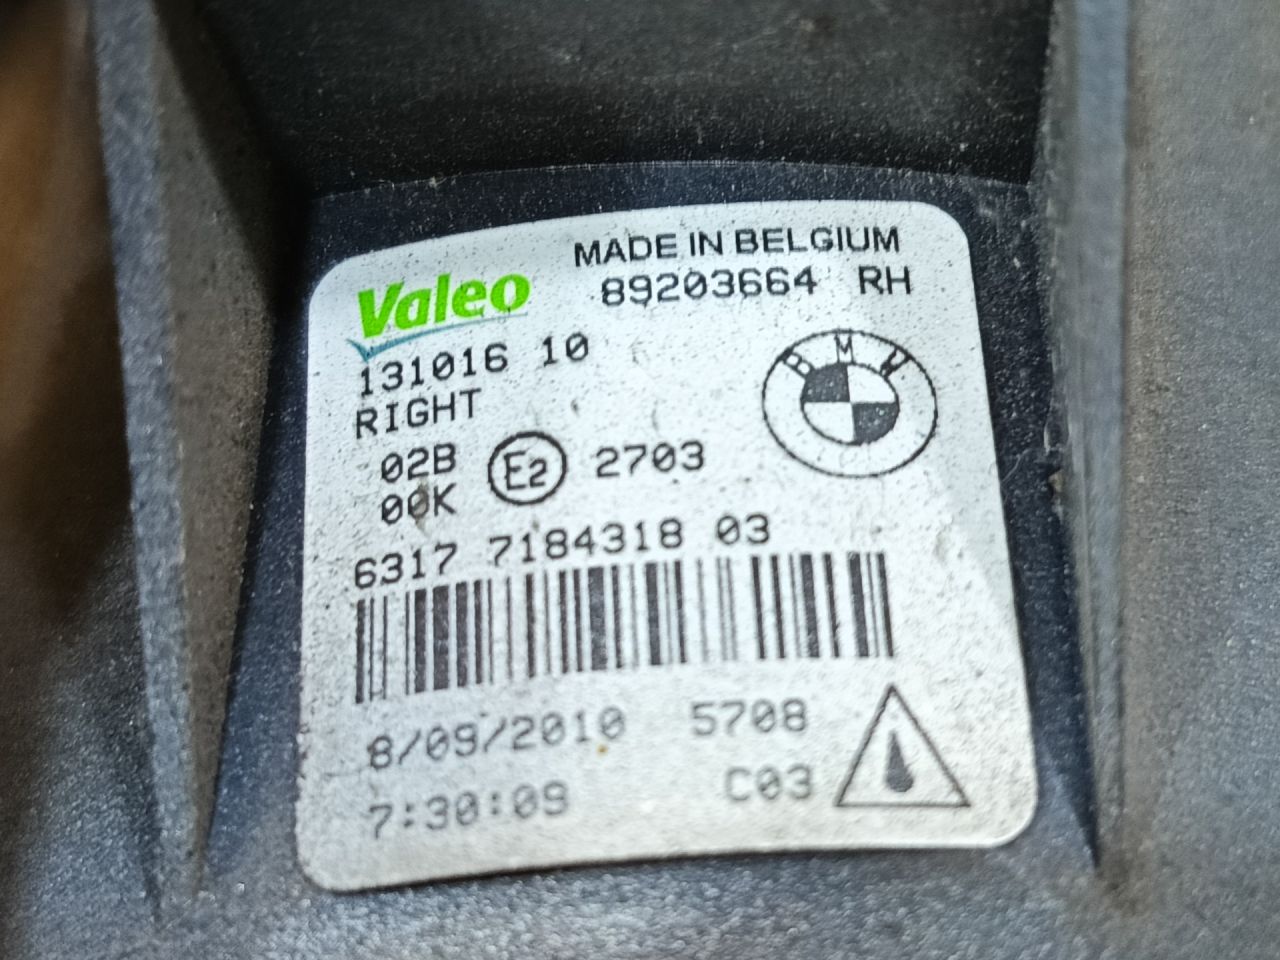 MADE IN BELGIUM
Valeo 89203664 RH
131016 10
RIGHT
BMW
02B E2 2703
00K
6317 7184318 03
8/09/2010 5708
7:30:09 C03